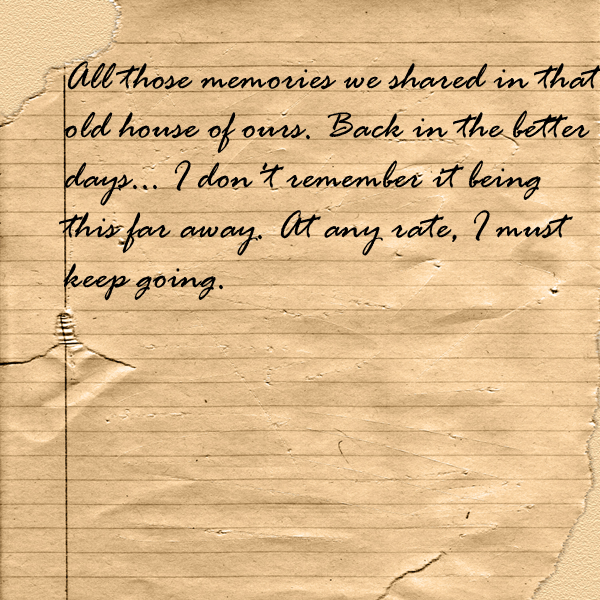 All those memories we shared in that
old house of ours. Back in the better
days... I don't remember it being
this far away. At any rate, I must
keep going.